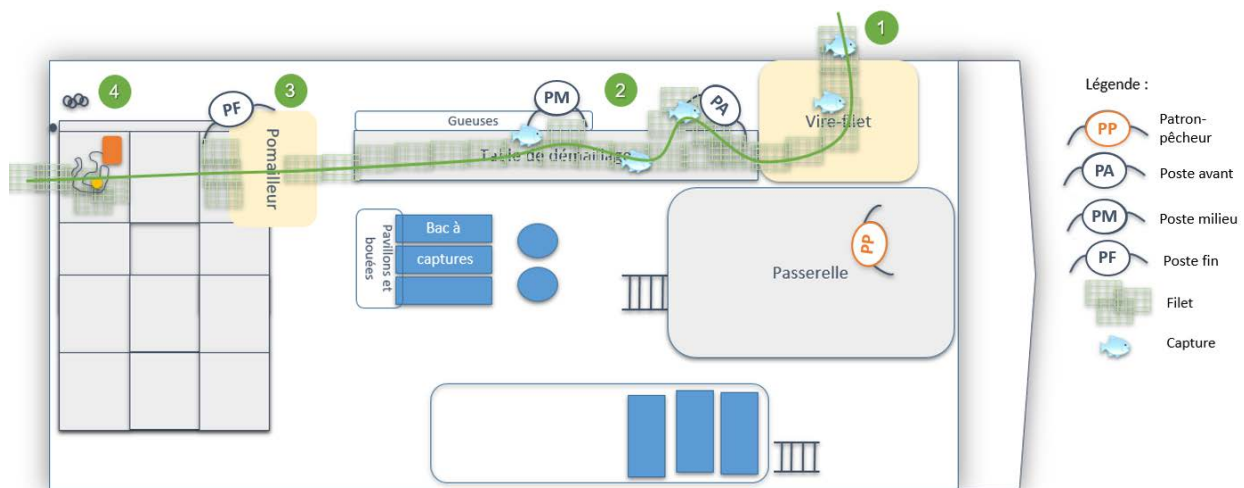 1
4
3
2
PF
PM
PA
Gueuses
Vire-filet
Pomailleur
Table de démaillage
Pavillons et
bouées
Bac à
captures
PP
Passerelle
Légende :
PP
Patron-
pêcheur
PA
Poste avant
PM
Poste milieu
PF
Poste fin
Filet
Capture